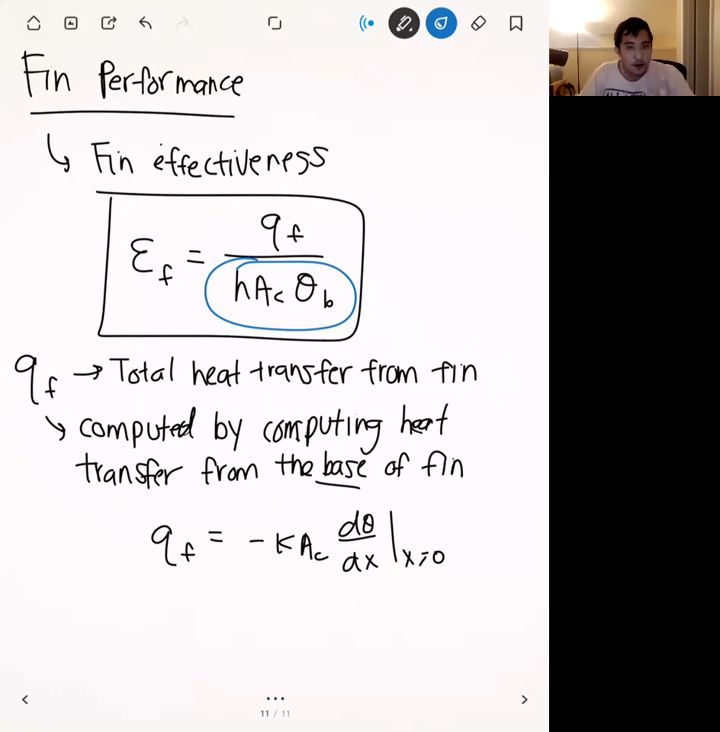 Fin Performance
↳ Fin effectiveness
ε_f = q_f / (hA_c θ_b)
q_f → Total heat transfer from fin
↳ computed by computing heat
transfer from the base of fin
q_f = -kA_c dθ/dx |x=0
11 / 11